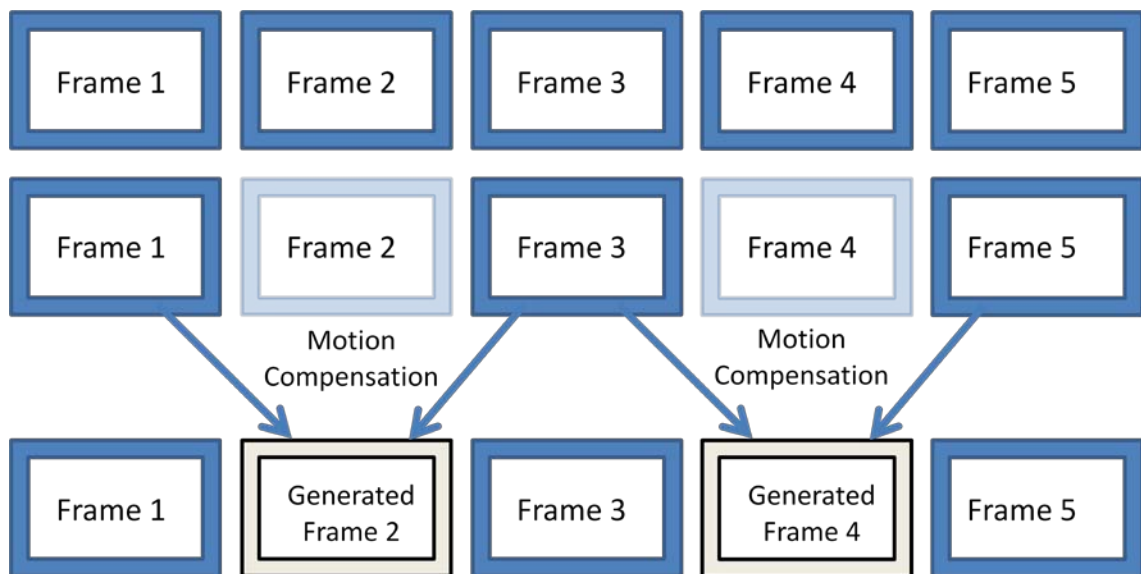 Frame 1 Frame 2 Frame 3 Frame 4 Frame 5
Frame 1 Frame 2 Frame 3 Frame 4 Frame 5
Motion
Compensation
Motion
Compensation
Frame 1
Generated
Frame 2
Frame 3
Generated
Frame 4
Frame 5